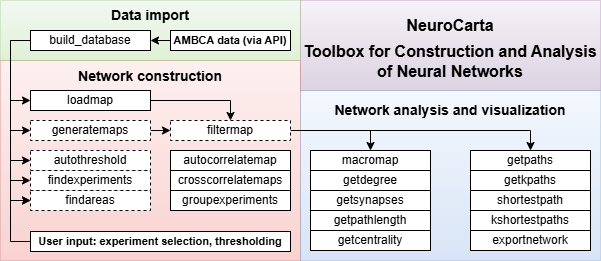 Data import
build_database
AMBCA data (via API)
NeuroCarta
Toolbox for Construction and Analysis
of Neural Networks
Network construction
loadmap
generatemaps
filtermap
autothreshold
findexperiments
findareas
autocorrelatemap
crosscorrelatemaps
groupexperiments
User input: experiment selection, thresholding
Network analysis and visualization
macromap
getdegree
getsynapses
getpathlength
getcentrality
getpaths
getkpaths
shortestpath
kshortestpaths
exportnetwork